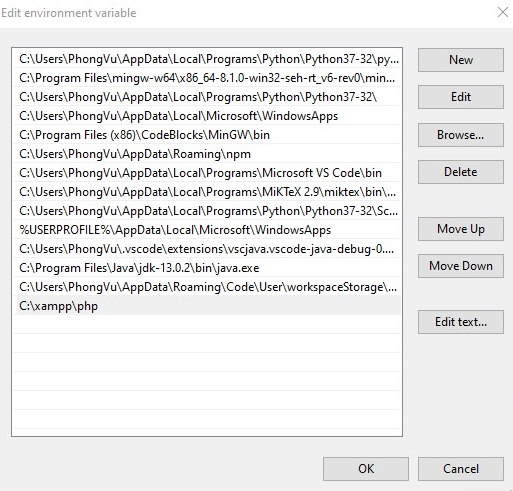 Edit environment variable
C:\Users\PhongVu\AppData\Local\Programs\Python\Python37-32\py...
C:\Program Files\mingw-w64\x86_64-8.1.0-win32-seh-rt_v6-rev0\min...
C:\Users\PhongVu\AppData\Local\Programs\Python\Python37-32\
C:\Users\PhongVu\AppData\Local\Microsoft\WindowsApps
C:\Program Files (x86)\CodeBlocks\MinGW\bin
C:\Users\PhongVu\AppData\Roaming\npm
C:\Users\PhongVu\AppData\Local\Programs\Microsoft VS Code\bin
C:\Users\PhongVu\AppData\Local\Programs\MiKTeX 2.9\miktex\bin\...
C:\Users\PhongVu\AppData\Local\Programs\Python\Python37-32\Sc...
%USERPROFILE%\AppData\Local\Microsoft\WindowsApps
C:\Users\PhongVu\.vscode\extensions\vscjava.vscode-java-debug-0....
C:\Program Files\Java\jdk-13.0.2\bin\java.exe
C:\Users\PhongVu\AppData\Roaming\Code\User\workspaceStorage\...
C:\xampp\php
New
Edit
Browse...
Delete
Move Up
Move Down
Edit text...
OK
Cancel